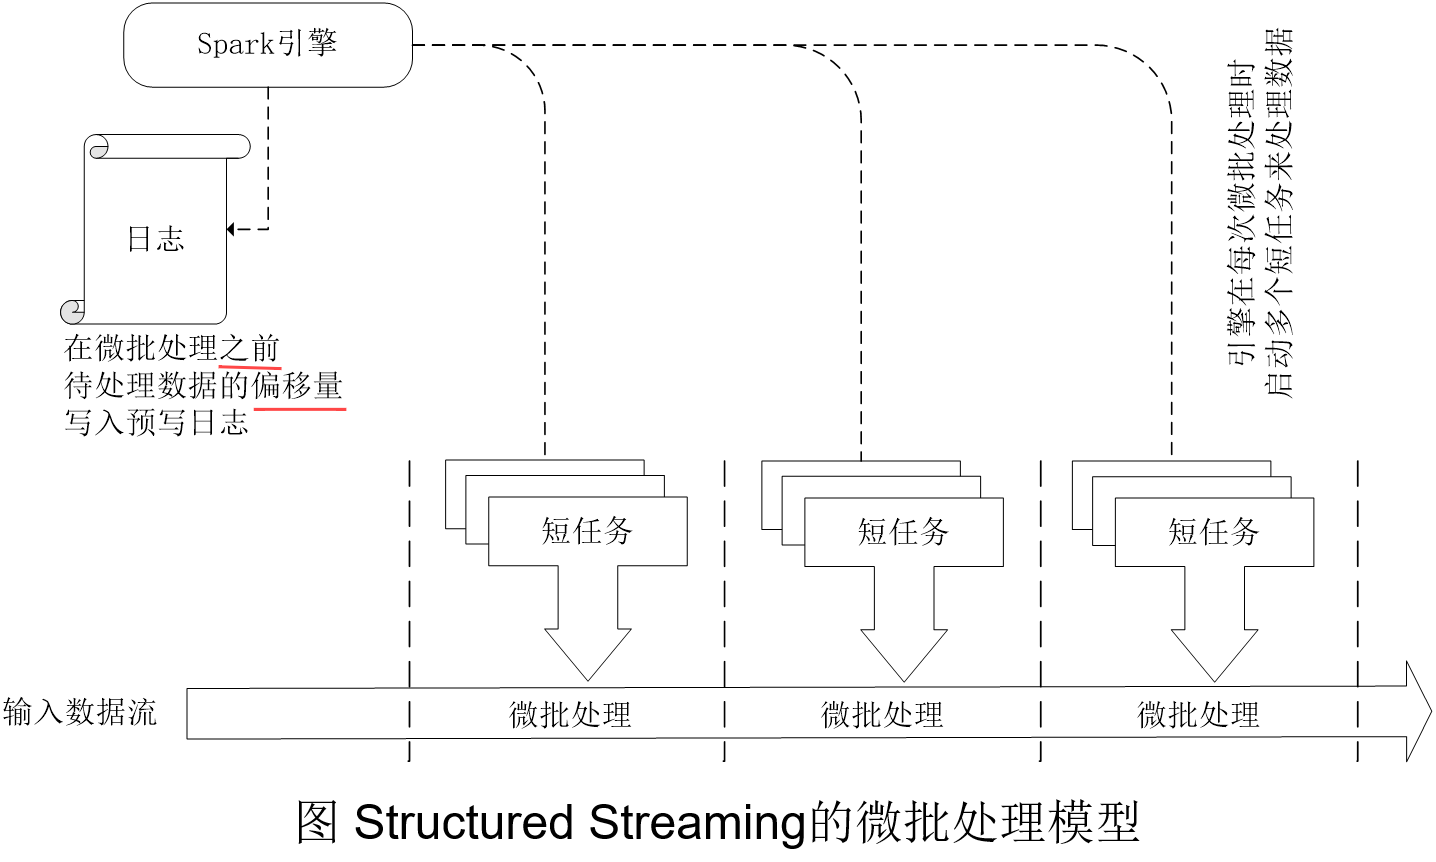 Spark引擎
日志
在微批处理之前
待处理数据的偏移量
写入预写日志
引擎在每次微批处理时
启动多个短任务来处理数据
短任务
短任务
短任务
输入数据流
微批处理
微批处理
微批处理
图 Structured Streaming的微批处理模型